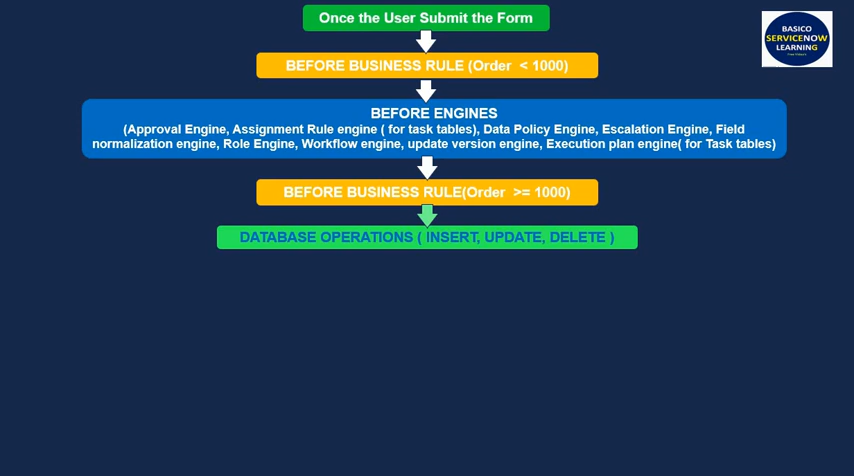 Once the User Submit the Form
BASICO
SERVICENOW
LEARNING
BEFORE BUSINESS RULE (Order < 1000)
BEFORE ENGINES
(Approval Engine, Assignment Rule engine ( for task tables), Data Policy Engine, Escalation Engine, Field
normalization engine, Role Engine, Workflow engine, update version engine, Execution plan engine( for Task tables)
BEFORE BUSINESS RULE(Order >= 1000)
DATABASE OPERATIONS ( INSERT, UPDATE, DELETE )